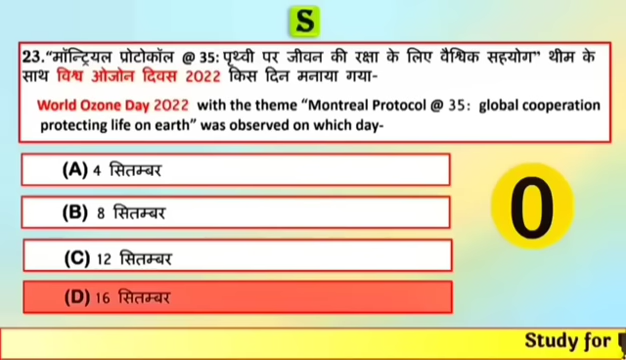 S
23.“मॉन्ट्रियल प्रोटोकॉल @ 35: पृथ्वी पर जीवन की रक्षा के लिए वैश्विक सहयोग” थीम के
साथ विश्व ओजोन दिवस 2022 किस दिन मनाया गया-
World Ozone Day 2022 with the theme “Montreal Protocol @ 35: global cooperation
protecting life on earth” was observed on which day-
(A) 4 सितम्बर
(B) 8 सितम्बर
(C) 12 सितम्बर
(D) 16 सितम्बर
0
Study for